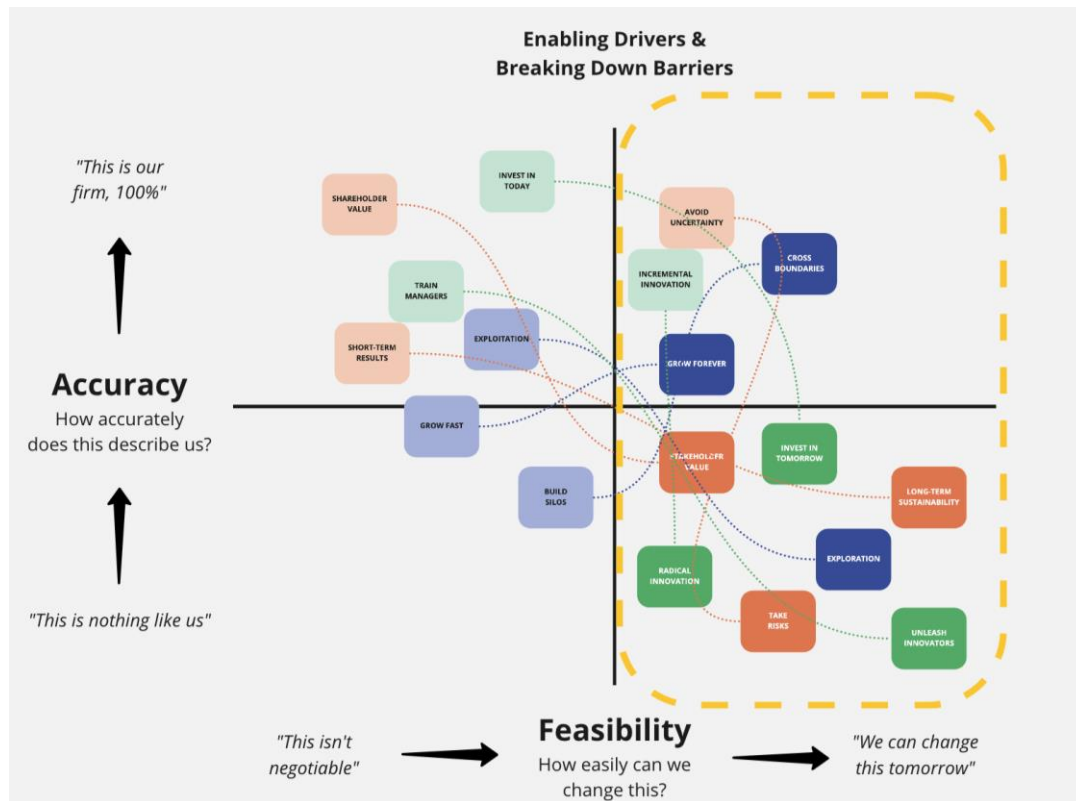 Enabling Drivers &
Breaking Down Barriers
"This is our
firm, 100%"
SHAREHOLDER
VALUE
INVEST IN
TODAY
AVOID
UNCERTAINTY
CROSS
BOUNDARIES
TRAIN
MANAGERS
INCREMENTAL
INNOVATION
SHORT-TERM
RESULTS
EXPLOITATION
GROW FOREVER
Accuracy
How accurately
does this describe us?
GROW FAST
STAKEHOLDER
VALUE
INVEST IN
TOMORROW
BUILD
SILOS
LONG-TERM
SUSTAINABILITY
RADICAL
INNOVATION
EXPLORATION
TAKE
RISKS
UNLEASH
INNOVATORS
"This is nothing like us"
"This isn't
negotiable"
Feasibility
How easily can we
change this?
"We can change
this tomorrow"